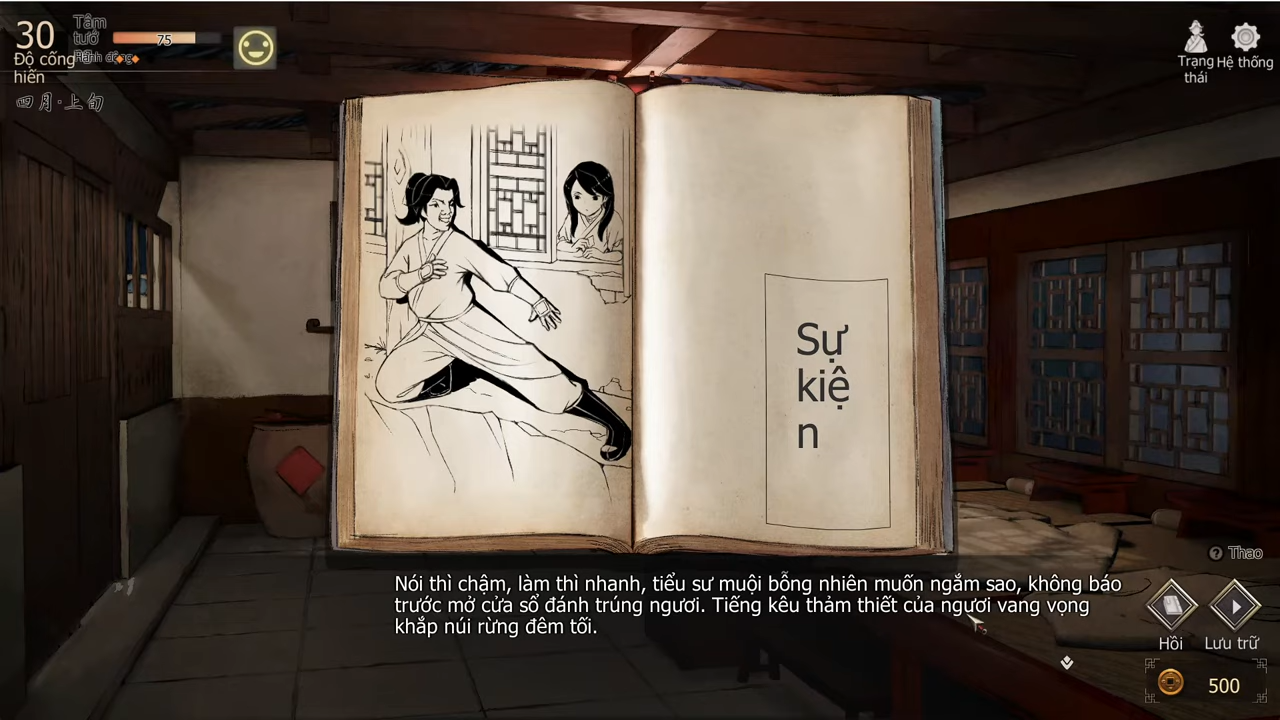 30
Tâm
tướ
75
Độ cống
hiến
四月·上旬
Trạng
thái
Hệ thống
Sự
kiệ
n
Nói thì chậm, làm thì nhanh, tiểu sư muội bỗng nhiên muốn ngắm sao, không báo
trước mở cửa sổ đánh trúng ngươi. Tiếng kêu thảm thiết của ngươi vang vọng
khắp núi rừng đêm tối.
? Thao
Hồi
Lưu trữ
500